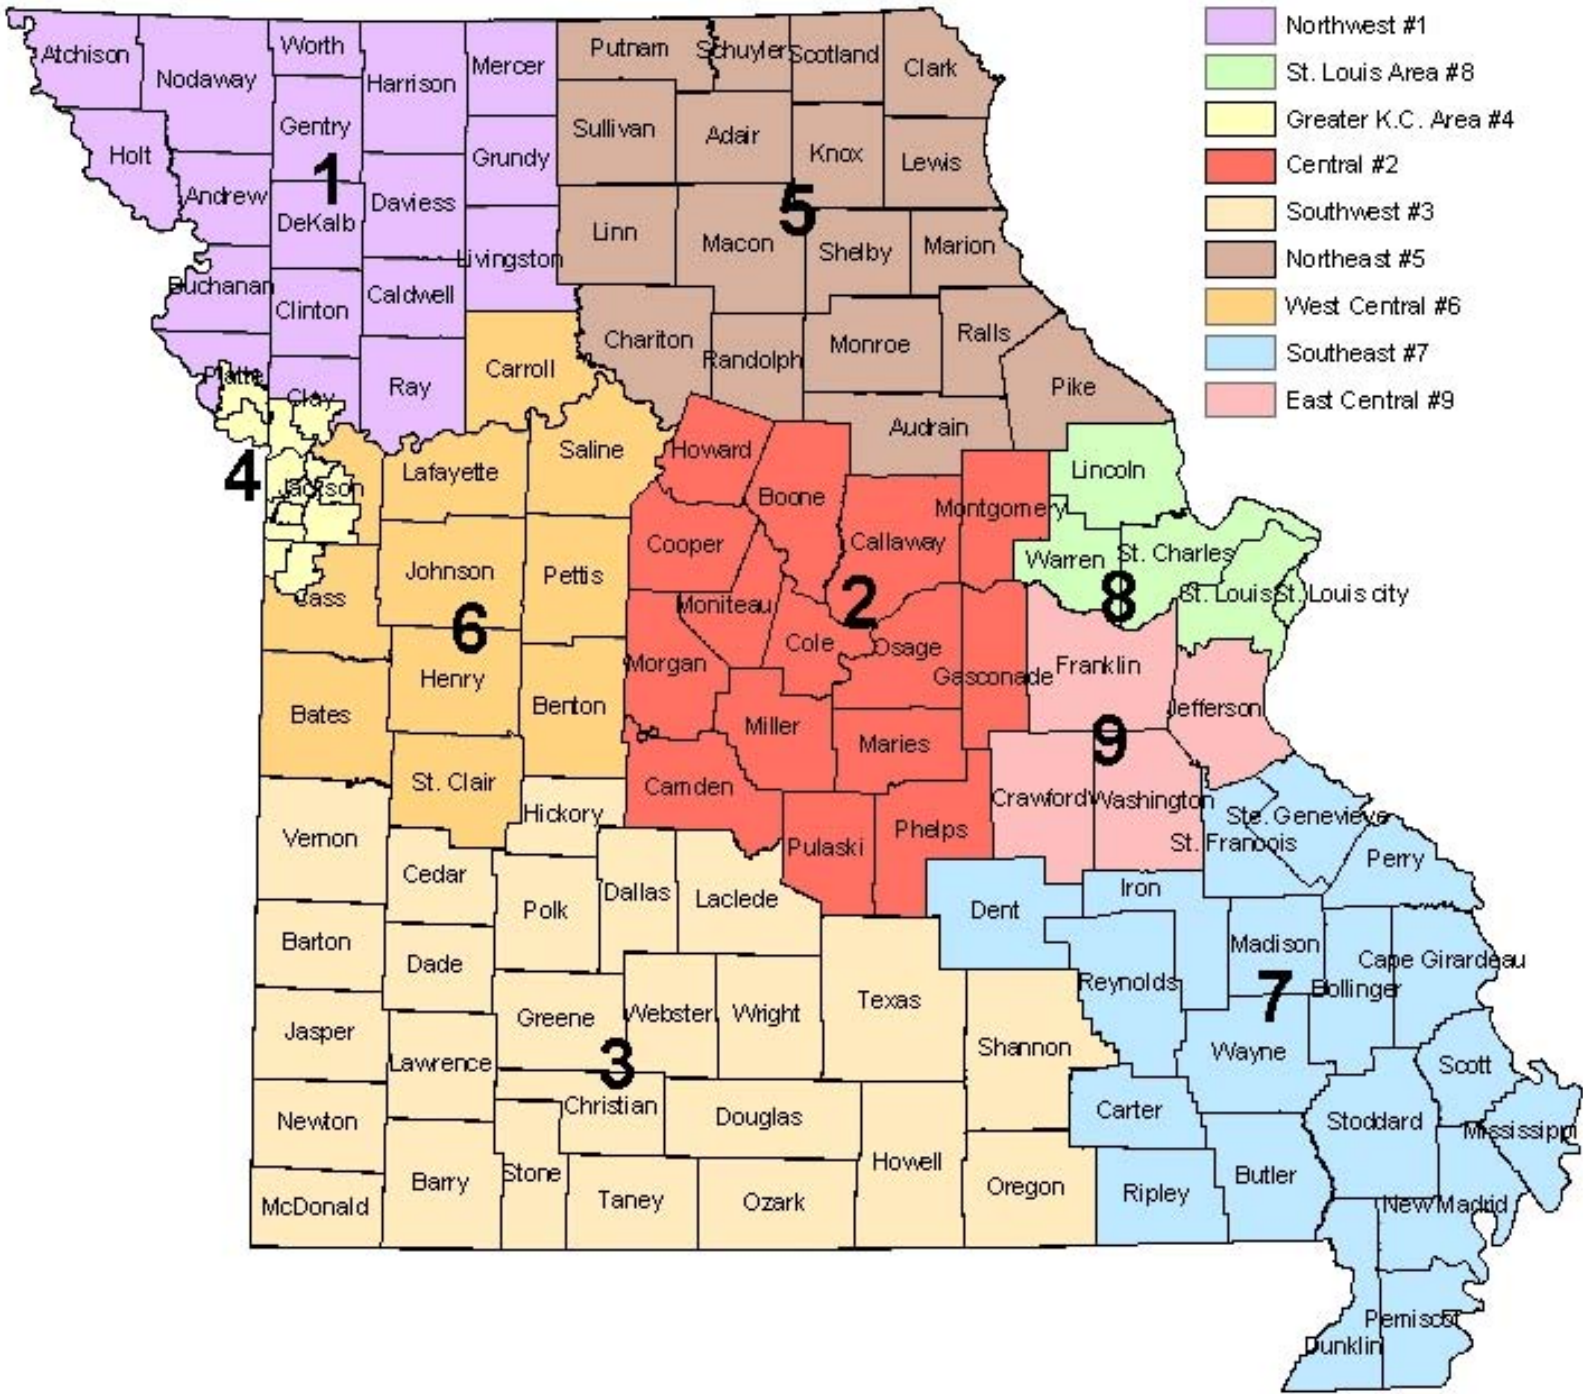 Northwest #1
St. Louis Area #8
Greater K.C. Area #4
Central #2
Southwest #3
Northeast #5
West Central #6
Southeast #7
East Central #9
Atchison
Nodaway
Worth
Harrison
Mercer
Putnam
Schuyler
Scotland
Clark
Gentry
Holt
Grundy
Sullivan
Adair
Knox
Lewis
1
Andrew
DeKalb
Daviess
5
Linn
Macon
Shelby
Marion
Livingston
Buchanan
Clinton
Caldwell
Chariton
Randolph
Monroe
Ralls
Platte
Clay
Ray
Carroll
Pike
Audrain
4
Jackson
Lafayette
Saline
Howard
Boone
Lincoln
Montgomery
Cooper
Callaway
Warren
St. Charles
Cass
Johnson
Pettis
Moniteau
2
8
St. Louis
St. Louis city
6
Cole
Osage
Morgan
Henry
Gasconade
Franklin
Bates
Benton
Miller
Maries
Jefferson
9
St. Clair
Camden
Crawford
Washington
Hickory
Vernon
Pulaski
Phelps
Ste. Genevieve
St. Francois
Perry
Cedar
Polk
Dallas
Laclede
Dent
Iron
Barton
Dade
Madison
Cape Girardeau
Reynolds
7
Bollinger
Jasper
Greene
Webster
Wright
Texas
Shannon
Wayne
Scott
Lawrence
3
Newton
Christian
Douglas
Carter
Stoddard
Mississippi
McDonald
Barry
Stone
Taney
Ozark
Howell
Oregon
Ripley
Butler
New Madrid
Pemiscot
Dunklin